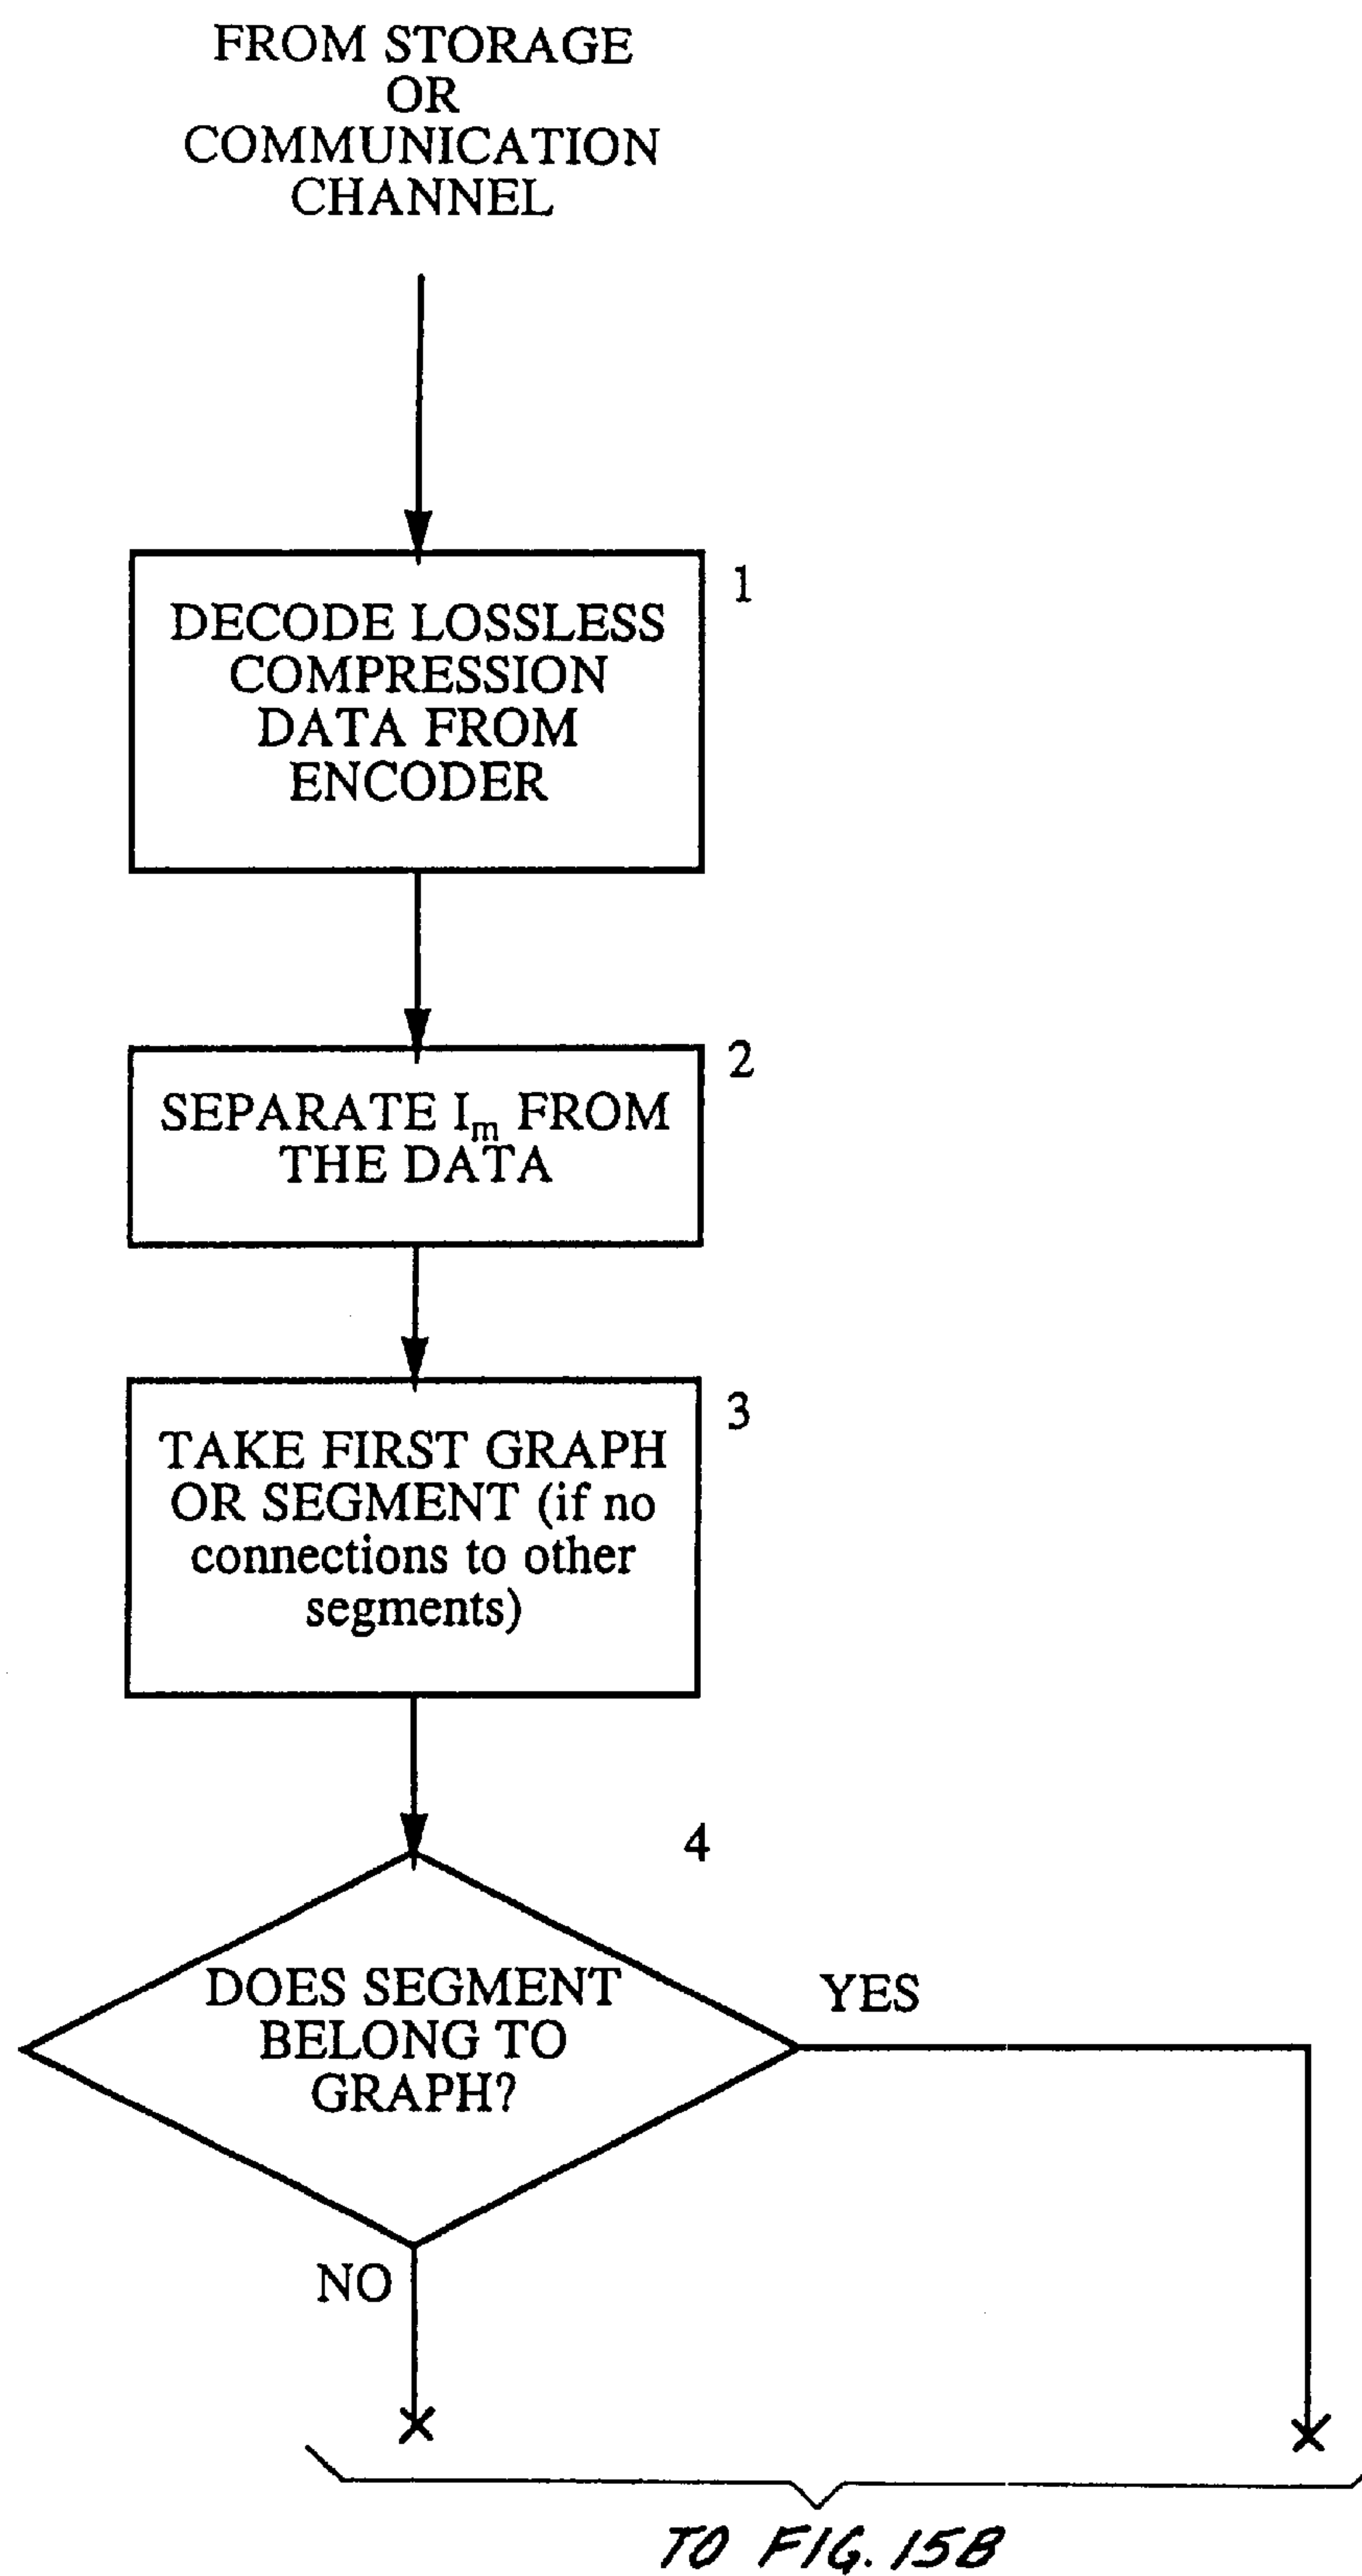 FROM STORAGE
OR
COMMUNICATION
CHANNEL
1
DECODE LOSSLESS
COMPRESSION
DATA FROM
ENCODER
2
SEPARATE Iₘ FROM
THE DATA
3
TAKE FIRST GRAPH
OR SEGMENT (if no
connections to other
segments)
4
DOES SEGMENT
BELONG TO
GRAPH?
YES
NO
TO FIG. 15B